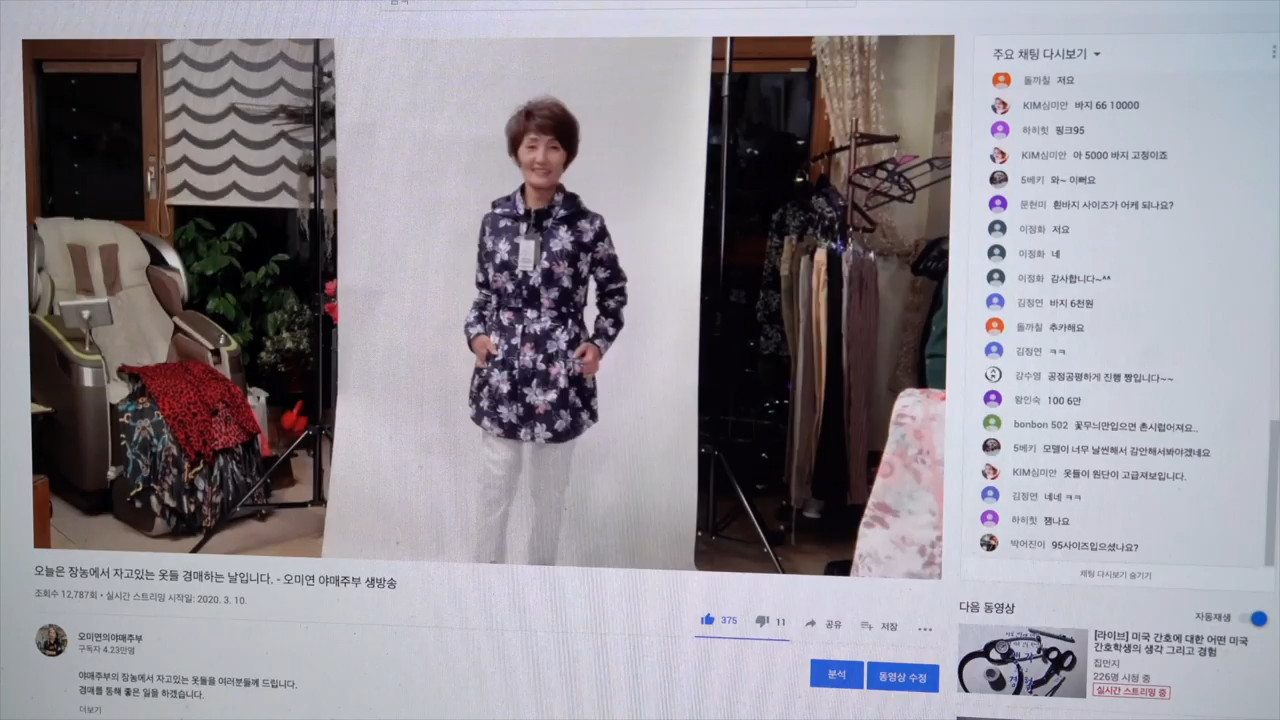 주요 채팅 다시보기
돌까칠 저요
KIM심미안 바지 66 10000
하히힛 핑크95
KIM심미안 아 5000 바지 고정이죠
5베키 와~ 이뻐요
문현미 흰바지 사이즈가 어케 되나요?
이정화 저요
이정화 네
이정화 감사합니다~^^
김정연 바지 6천원
돌까칠 추카해요
김정연 ㅋㅋ
강수영 공정공평하게 진행 짱입니다~~
왕인숙 100 6만
bonbon 502 꽃무늬만입으면 촌시럽어져요..
5베키 모델이 너무 날씬해서 감안해서봐야겠네요
KIM심미안 옷들이 원단이 고급져보입니다.
김정연 네네 ㅋㅋ
하히힛 잼나요
박어진이 95사이즈입으셨나요?
채팅 다시보기 숨기기
오늘은 장농에서 자고있는 옷들 경매하는 날입니다. - 오미연 야매주부 생방송
조회수 12,787회 • 실시간 스트리밍 시작일: 2020. 3. 10.
375
11
공유
저장
오미연의야매주부
구독자 4.23만명
분석
동영상 수정
야매주부의 장농에서 자고있는 옷들을 여러분들께 드립니다.
경매를 통해 좋은 일을 하겠습니다.
더보기
다음 동영상
자동재생
[라이브] 미국 간호에 대한 어떤 미국
간호학생의 생각 그리고 경험
집먼지
226명 시청 중
실시간 스트리밍 중